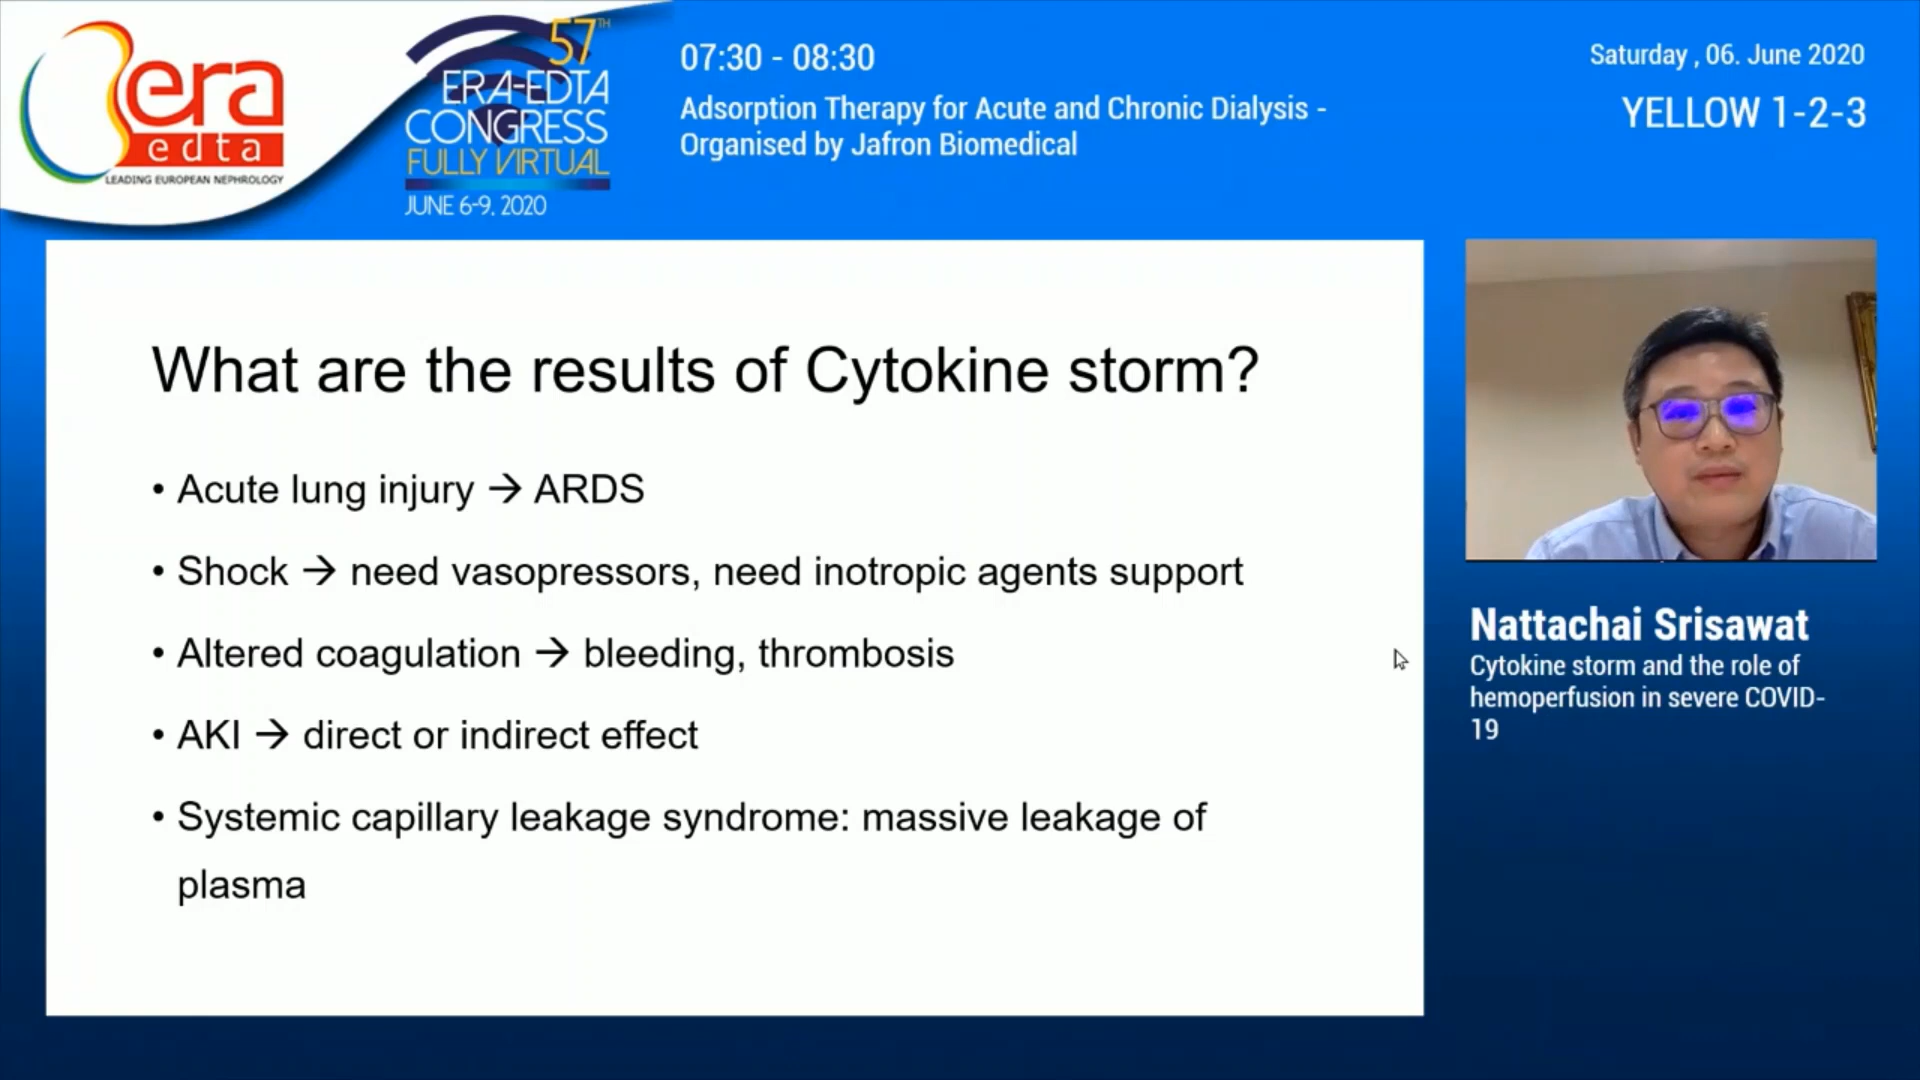 era
edta
LEADING EUROPEAN NEPHROLOGY
57TH
ERA-EDTA
CONGRESS
FULLY VIRTUAL
JUNE 6-9, 2020
07:30 - 08:30
Adsorption Therapy for Acute and Chronic Dialysis -
Organised by Jafron Biomedical
Saturday , 06. June 2020
YELLOW 1-2-3
What are the results of Cytokine storm?
• Acute lung injury → ARDS
• Shock → need vasopressors, need inotropic agents support
• Altered coagulation → bleeding, thrombosis
• AKI → direct or indirect effect
• Systemic capillary leakage syndrome: massive leakage of
plasma
Nattachai Srisawat
Cytokine storm and the role of
hemoperfusion in severe COVID-
19